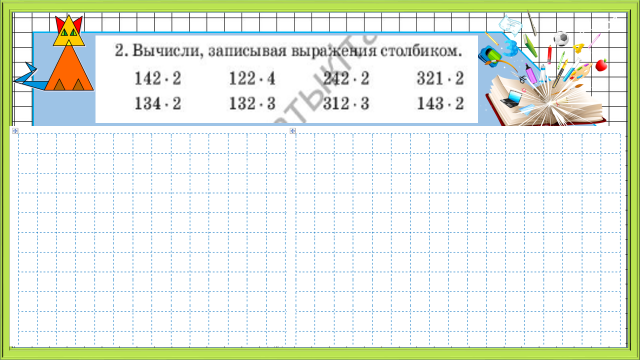 2. Вычисли, записывая выражения столбиком.
142 · 2 122 · 4 242 · 2 321 · 2
134 · 2 132 · 3 312 · 3 143 · 2